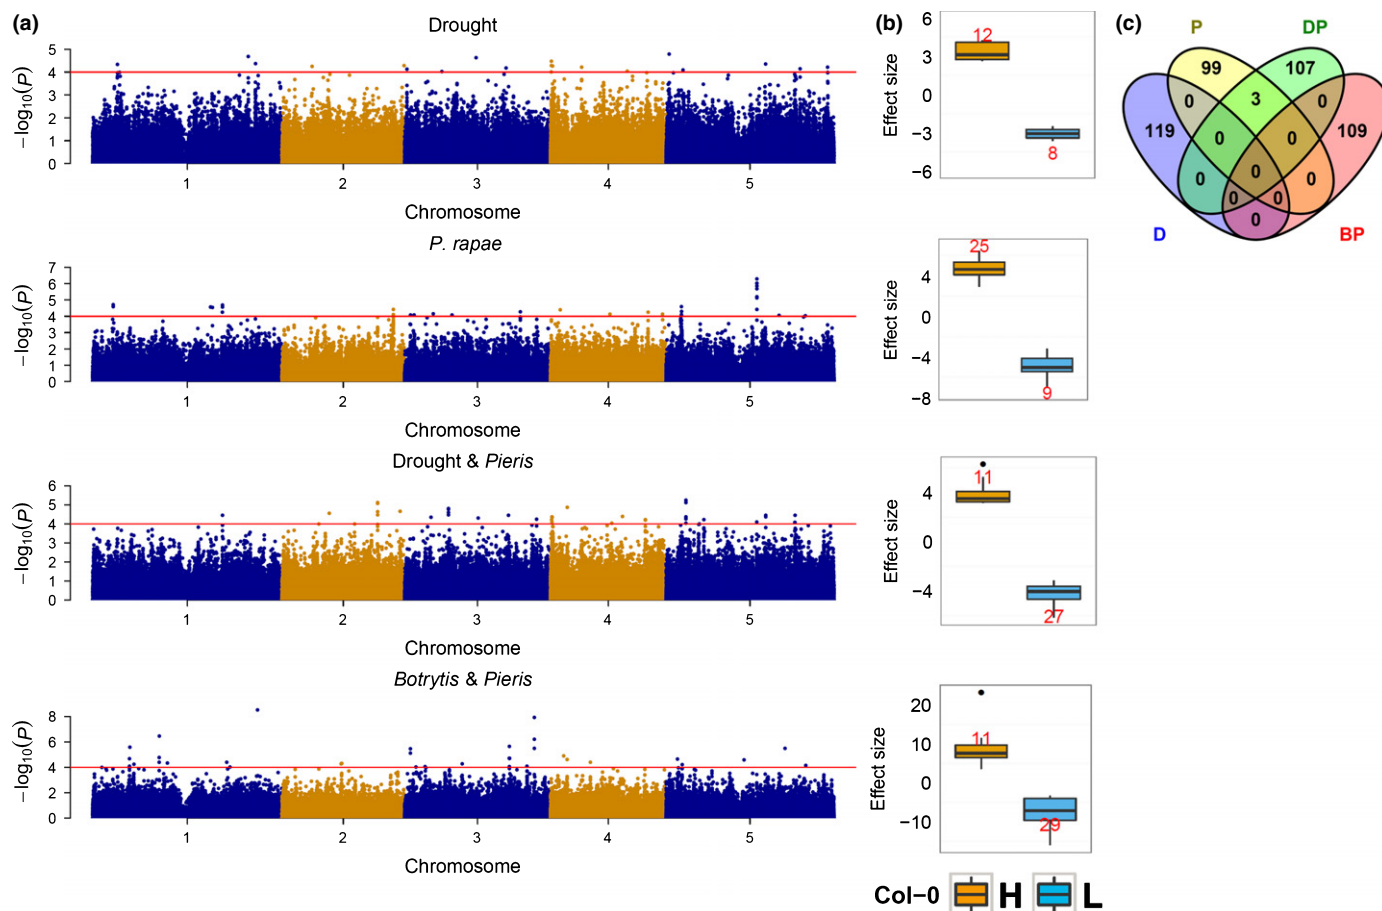 (a)
Drought
5
4
3
2
1
0
−log10(P)
1 2 3 4 5
Chromosome
P. rapae
7
6
5
4
3
2
1
0
−log10(P)
1 2 3 4 5
Chromosome
Drought & Pieris
6
5
4
3
2
1
0
−log10(P)
1 2 3 4 5
Chromosome
Botrytis & Pieris
8
6
4
2
0
−log10(P)
1 2 3 4 5
Chromosome
(b)
6
3
0
−3
−6
Effect size
12
8
4
0
−4
−8
Effect size
25
9
4
0
−4
Effect size
11
27
20
10
0
−10
Effect size
11
29
Col−0 H L
(c)
P DP
99 107
0 3 0
119 0 0 109
0 0 0
0 0
0
D BP